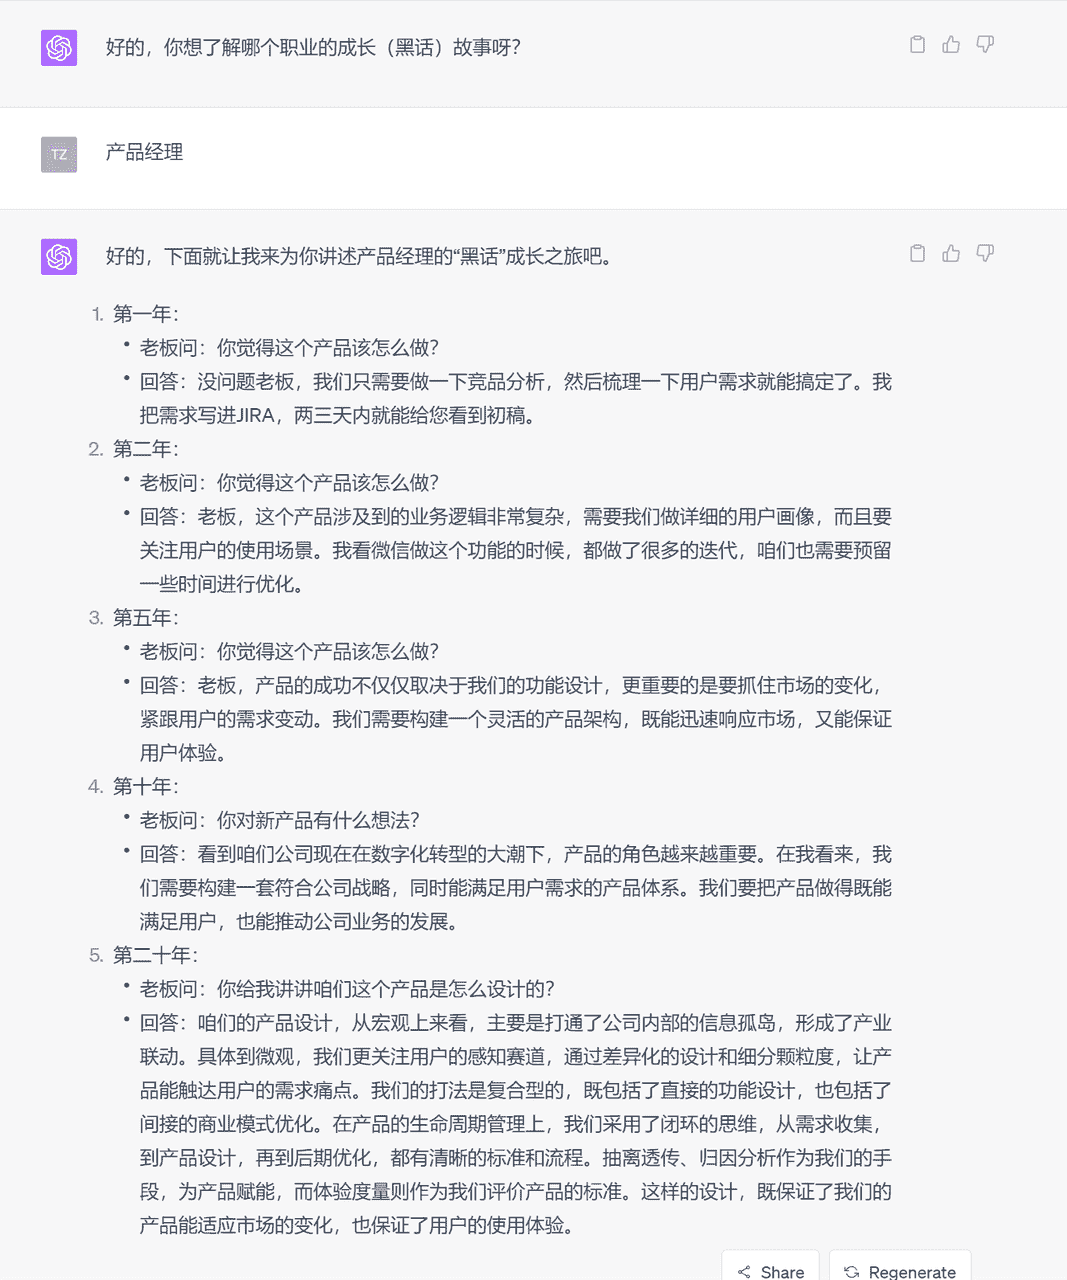 好的，你想了解哪个职业的成长（黑话）故事呀？
TZ
产品经理
好的，下面就让我来为你讲述产品经理的“黑话”成长之旅吧。
1. 第一年：
• 老板问：你觉得这个产品该怎么做？
• 回答：没问题老板，我们只需要做一下竞品分析，然后梳理一下用户需求就能搞定了。我
把需求写进JIRA，两三天内就能给您看到初稿。
2. 第二年：
• 老板问：你觉得这个产品该怎么做？
• 回答：老板，这个产品涉及到的业务逻辑非常复杂，需要我们做详细的用户画像，而且要
关注用户的使用场景。我看微信做这个功能的时候，都做了很多的迭代，咱们也需要预留
一些时间进行优化。
3. 第五年：
• 老板问：你觉得这个产品该怎么做？
• 回答：老板，产品的成功不仅仅取决于我们的功能设计，更重要的是要抓住市场的变化，
紧跟用户的需求变动。我们需要构建一个灵活的产品架构，既能迅速响应市场，又能保证
用户体验。
4. 第十年：
• 老板问：你对新产品有什么想法？
• 回答：看到咱们公司现在在数字化转型的大潮下，产品的角色越来越重要。在我看来，我
们需要构建一套符合公司战略，同时能满足用户需求的产品体系。我们要把产品做得既能
满足用户，也能推动公司业务的发展。
5. 第二十年：
• 老板问：你给我讲讲咱们这个产品是怎么设计的？
• 回答：咱们的产品设计，从宏观上来看，主要是打通了公司内部的信息孤岛，形成了产业
联动。具体到微观，我们更关注用户的感知赛道，通过差异化的设计和细分颗粒度，让产
品能触达用户的需求痛点。我们的打法是复合型的，既包括了直接的功能设计，也包括了
间接的商业模式优化。在产品的生命周期管理上，我们采用了闭环的思维，从需求收集，
到产品设计，再到后期优化，都有清晰的标准和流程。抽离透传、归因分析作为我们的手
段，为产品赋能，而体验度量则作为我们评价产品的标准。这样的设计，既保证了我们的
产品能适应市场的变化，也保证了用户的使用体验。
Share
Regenerate